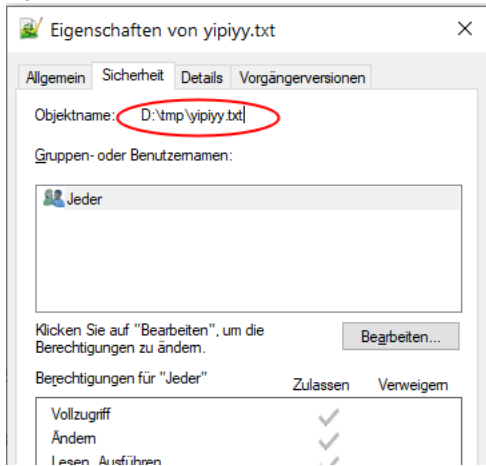 Eigenschaften von yipiyy.txt
Allgemein Sicherheit Details Vorgängerversionen
Objektname: D:\tmp\yipiyy.txt
Gruppen- oder Benutzernamen:
Jeder
Klicken Sie auf "Bearbeiten", um die
Berechtigungen zu ändern.
Bearbeiten...
Berechtigungen für "Jeder" Zulassen Verweigern
Vollzugriff
Ändern
Lesen, Ausführen